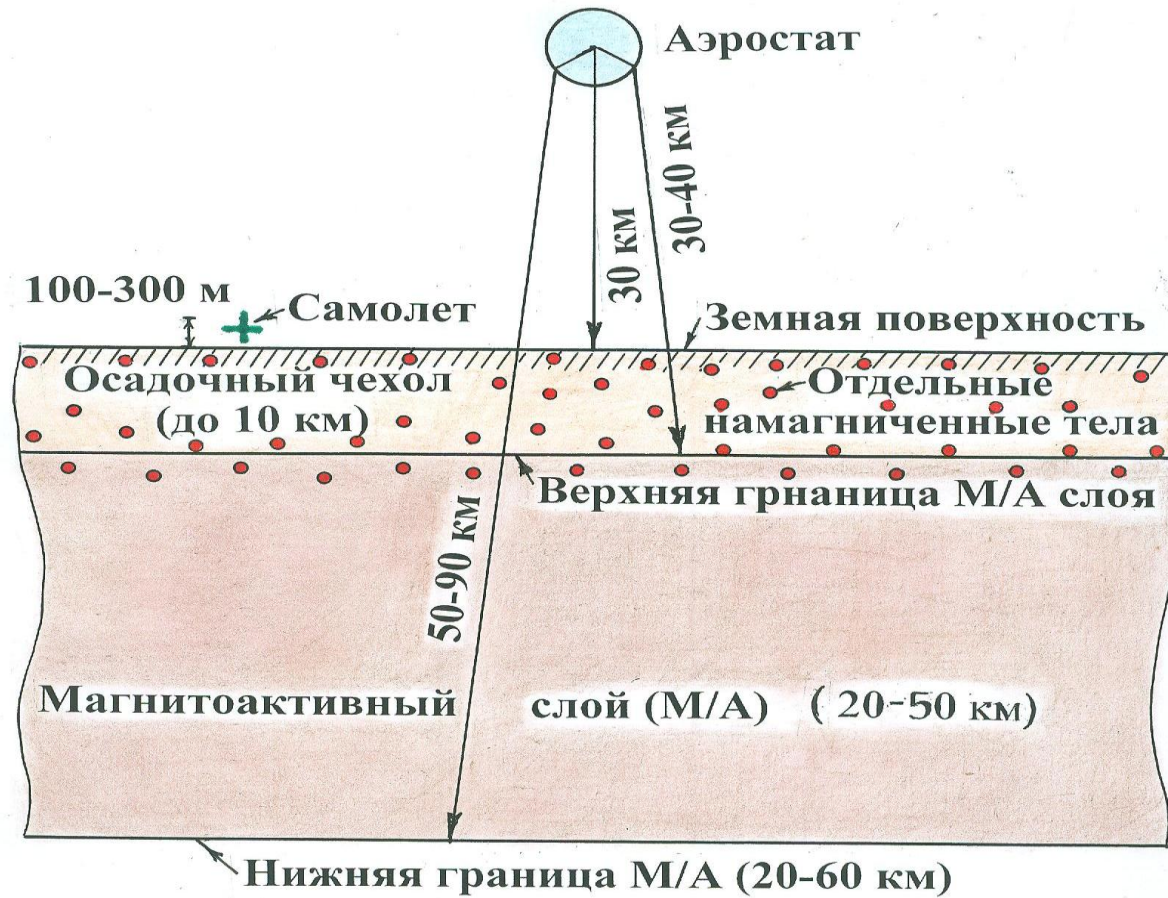 Аэростат
30-40 км
30 км
100-300 м
Самолет
Земная поверхность
Осадочный чехол
(до 10 км)
Отдельные
намагниченные тела
Верхняя грнаница М/А слоя
50-90 км
Магнитоактивный слой (М/А) (20-50 км)
Нижняя граница М/А (20-60 км)